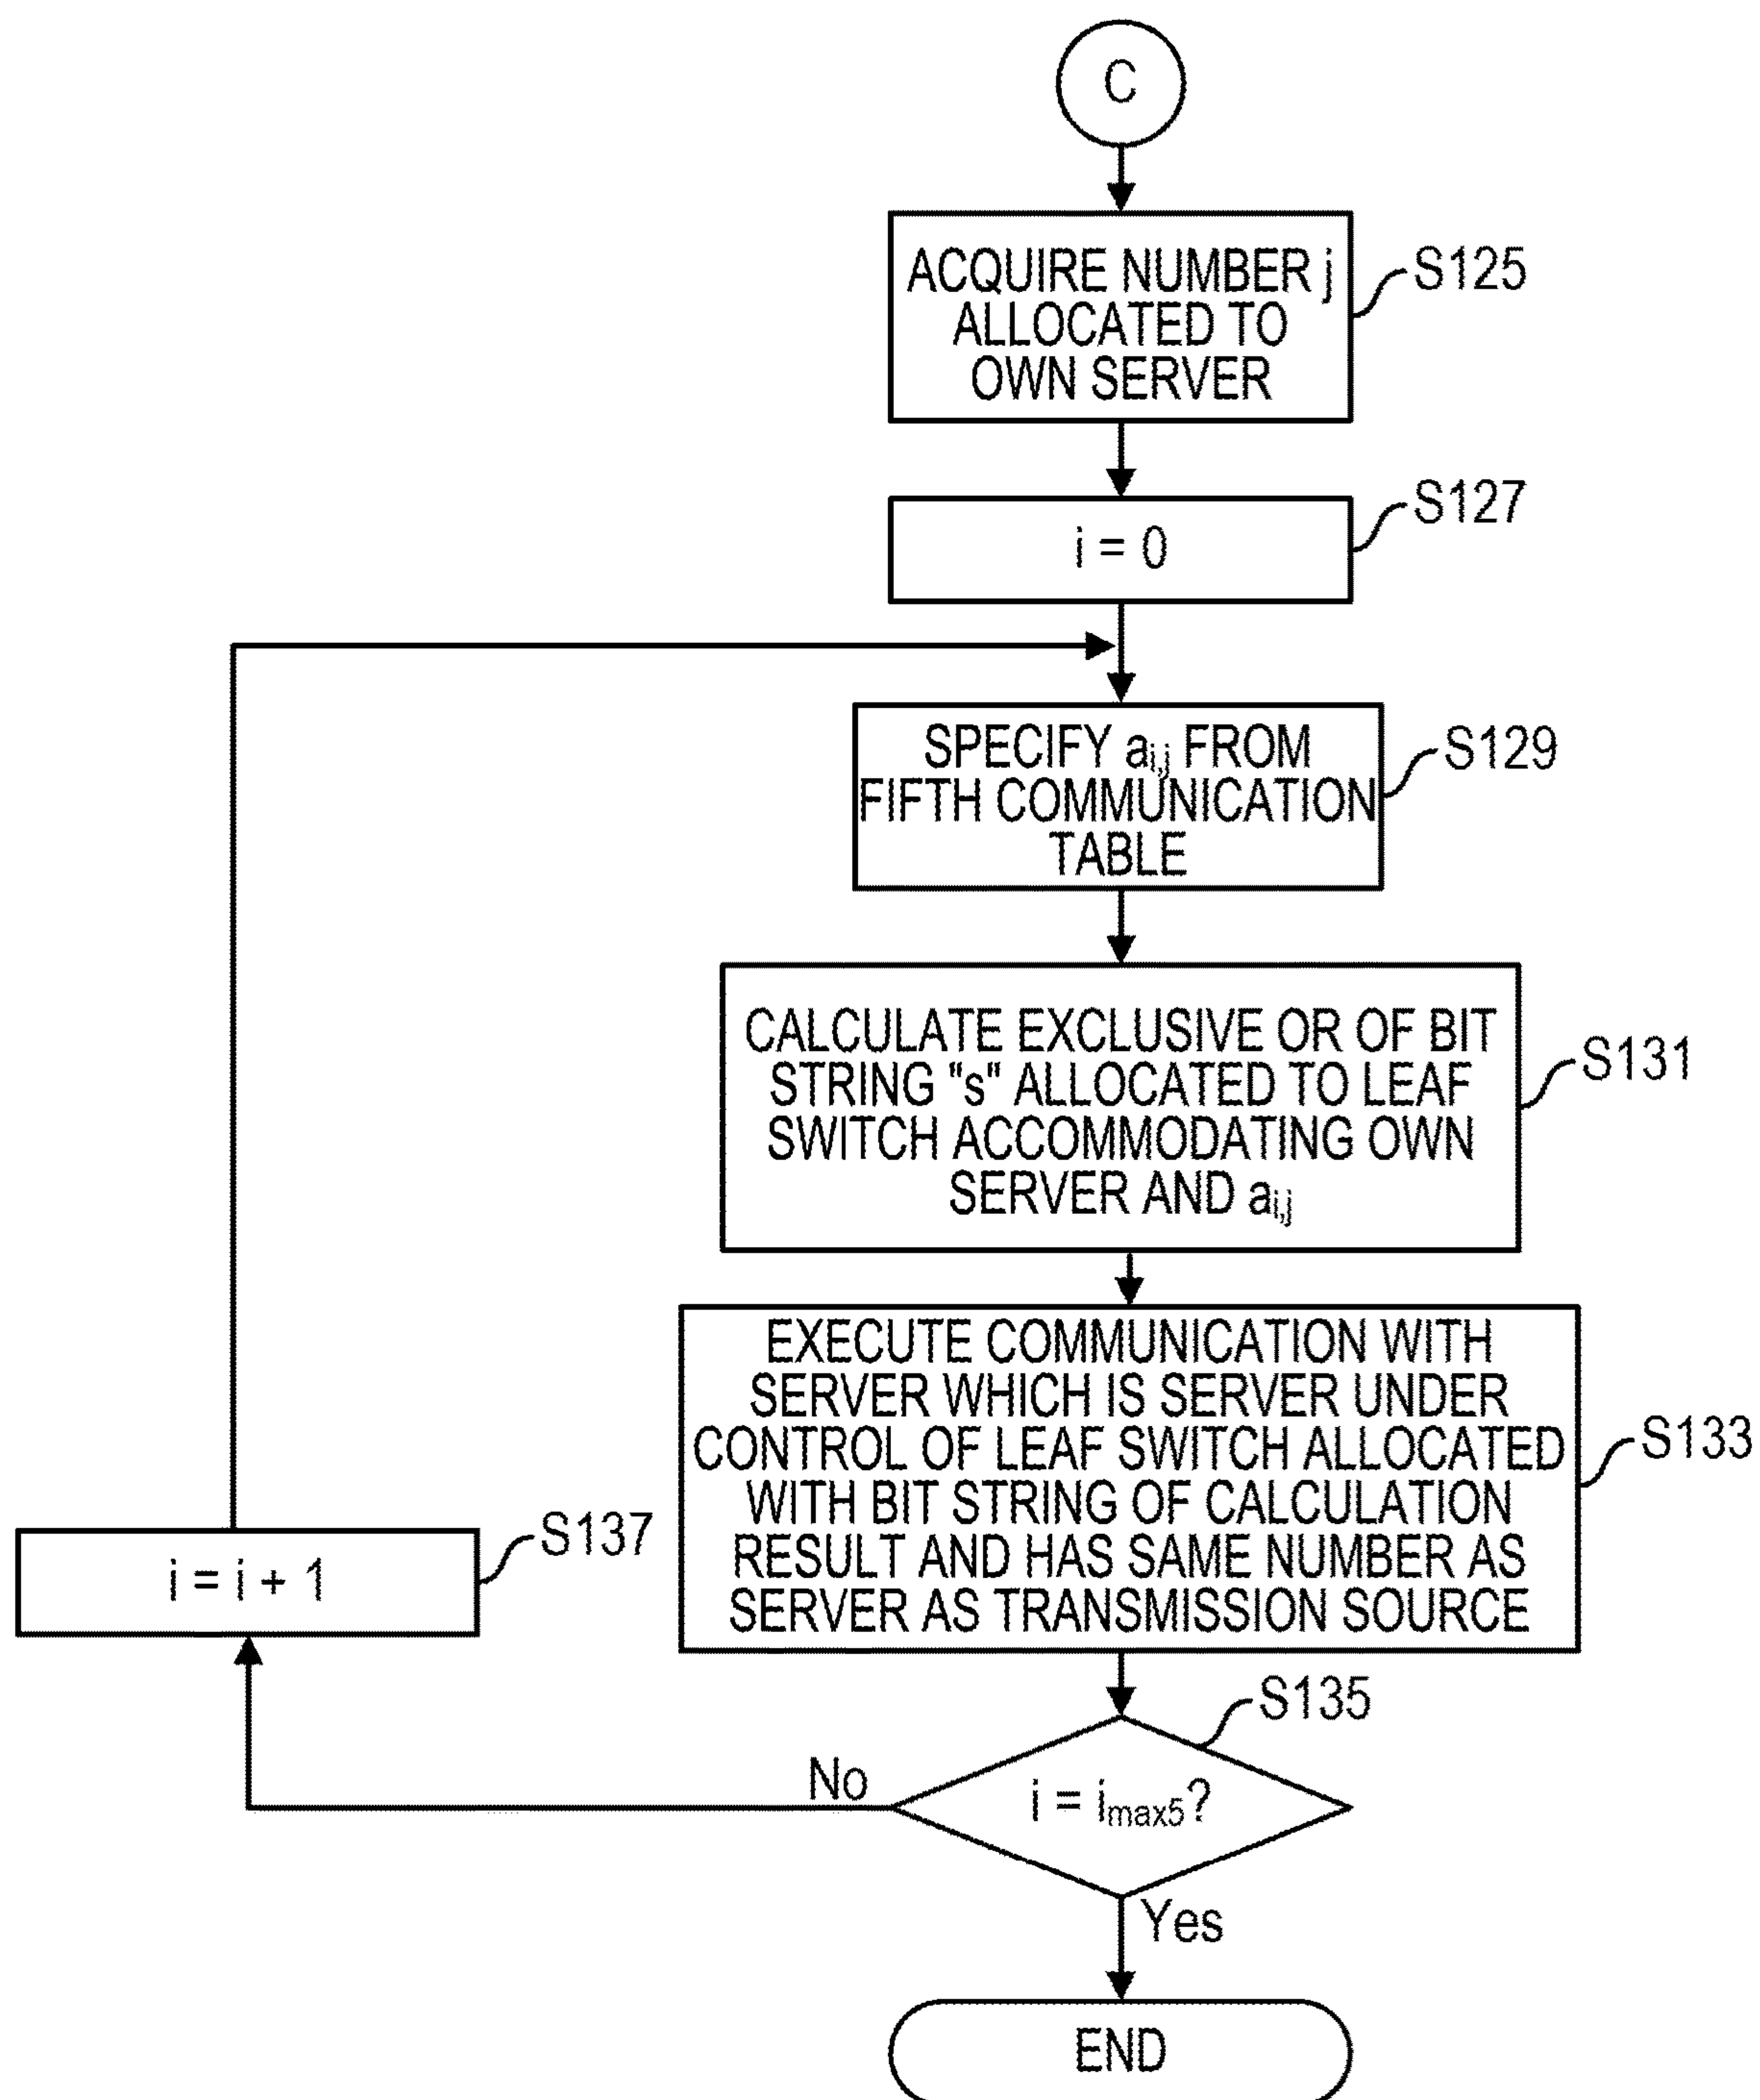 C
ACQUIRE NUMBER j
ALLOCATED TO
OWN SERVER
S125
i = 0
S127
SPECIFY ai,j FROM
FIFTH COMMUNICATION
TABLE
S129
CALCULATE EXCLUSIVE OR OF BIT
STRING "s" ALLOCATED TO LEAF
SWITCH ACCOMMODATING OWN
SERVER AND ai,j
S131
EXECUTE COMMUNICATION WITH
SERVER WHICH IS SERVER UNDER
CONTROL OF LEAF SWITCH ALLOCATED
WITH BIT STRING OF CALCULATION
RESULT AND HAS SAME NUMBER AS
SERVER AS TRANSMISSION SOURCE
S133
i = i + 1
S137
S135
i = imax5?
No
Yes
END